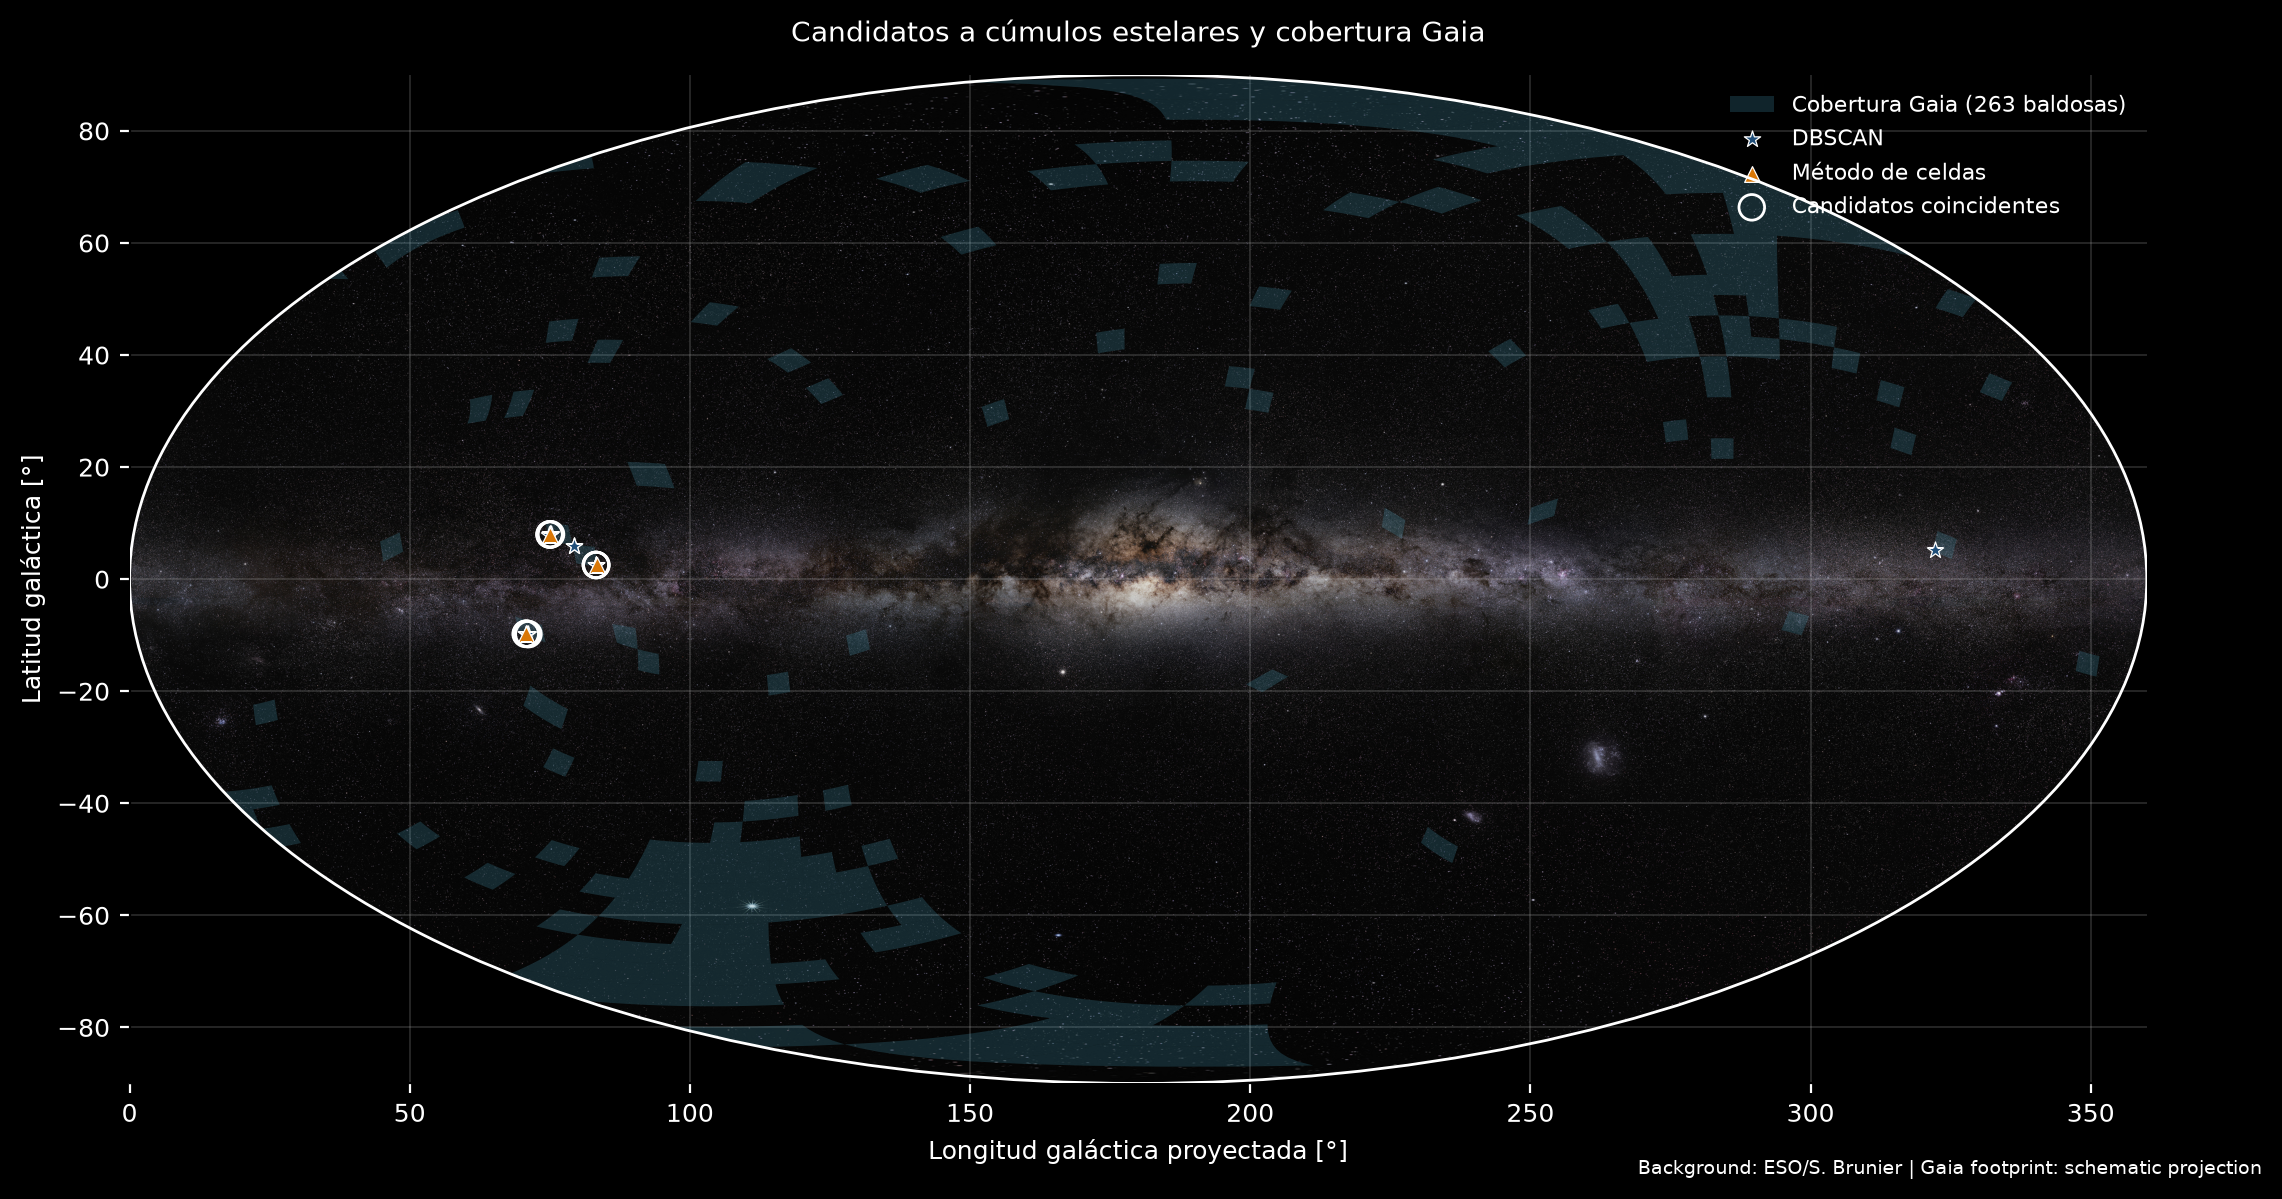 Candidatos a cúmulos estelares y cobertura Gaia
Cobertura Gaia (263 baldosas)
DBSCAN
Método de celdas
Candidatos coincidentes
Latitud galáctica [°]
80
60
40
20
0
−20
−40
−60
−80
0 50 100 150 200 250 300 350
Longitud galáctica proyectada [°]
Background: ESO/S. Brunier | Gaia footprint: schematic projection